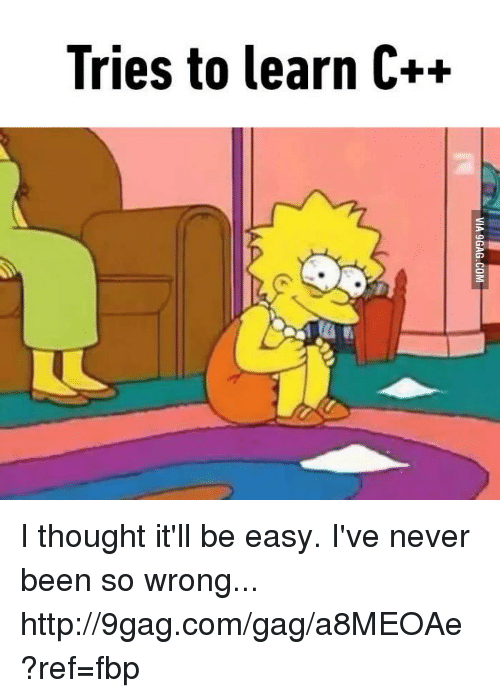 Tries to learn C++
VIA 9GAG.COM
I thought it'll be easy. I've never
been so wrong...
http://9gag.com/gag/a8MEOAe
?ref=fbp